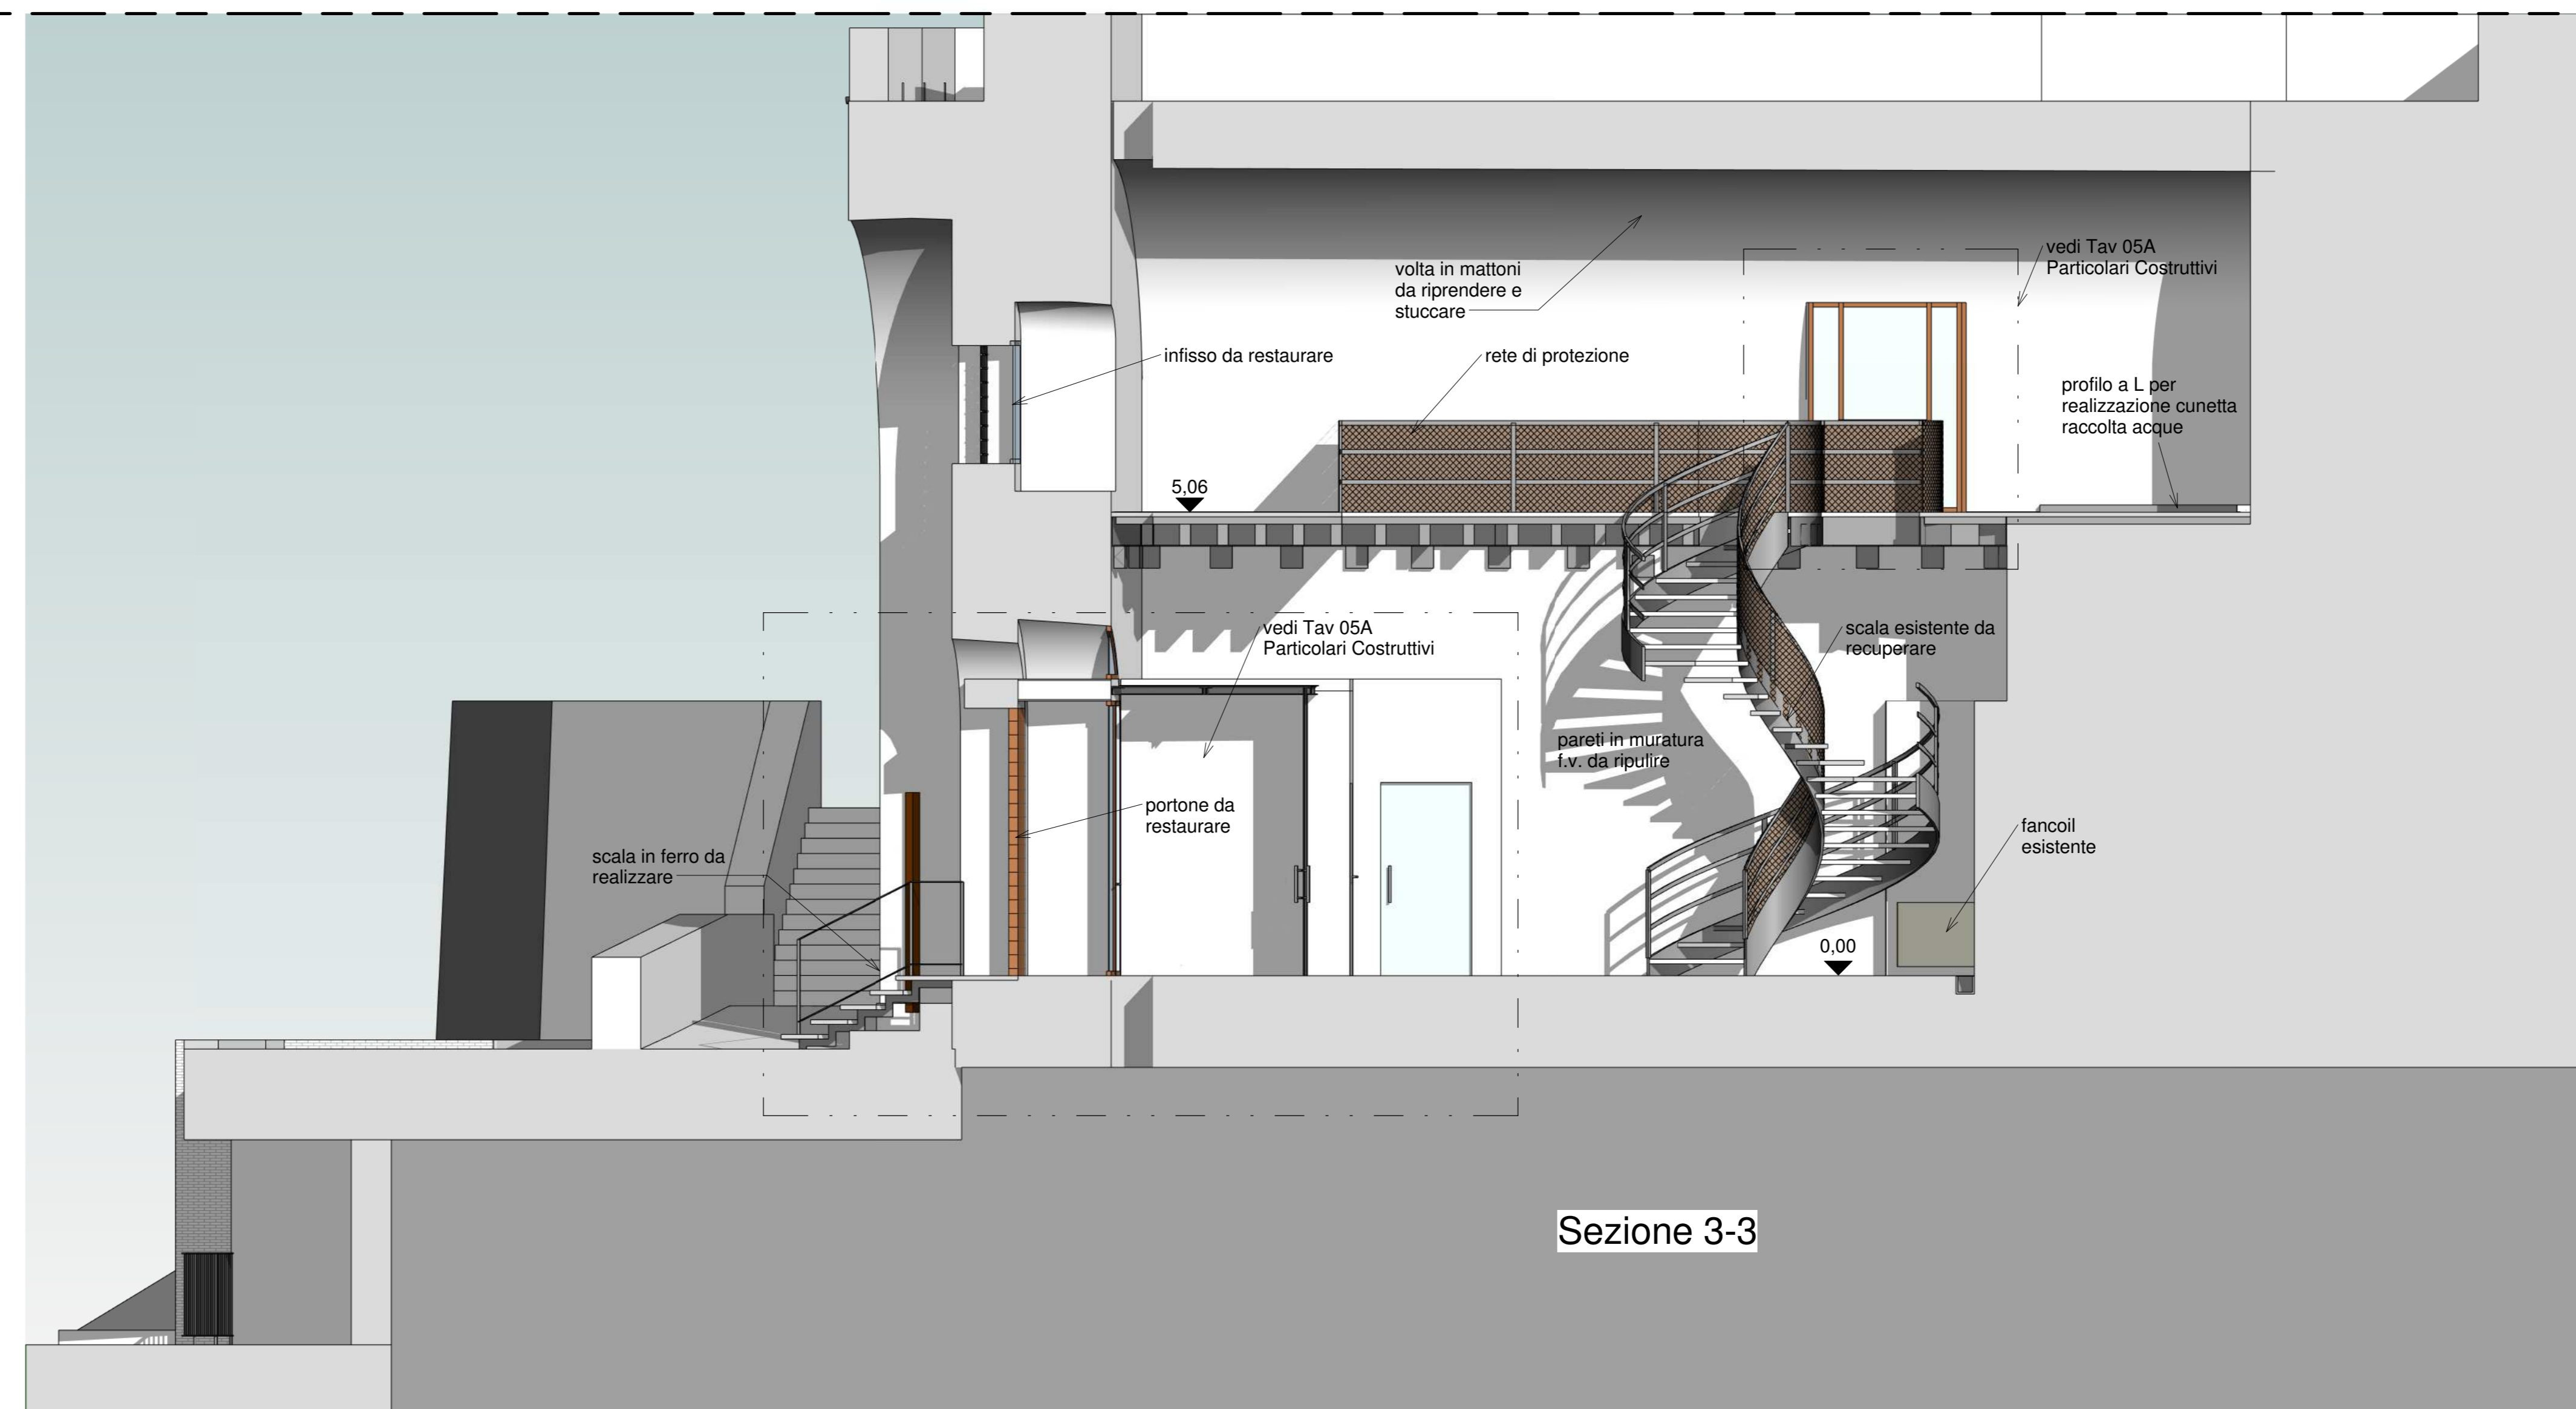 vedi Tav 05A
Particolari Costruttivi
volta in mattoni
da riprendere e
stuccare
infisso da restaurare
rete di protezione
profilo a L per
realizzazione cunetta
raccolta acque
5,06
vedi Tav 05A
Particolari Costruttivi
scala esistente da
recuperare
pareti in muratura
f.v. da ripulire
portone da
restaurare
fancoil
esistente
scala in ferro da
realizzare
0,00
Sezione 3-3